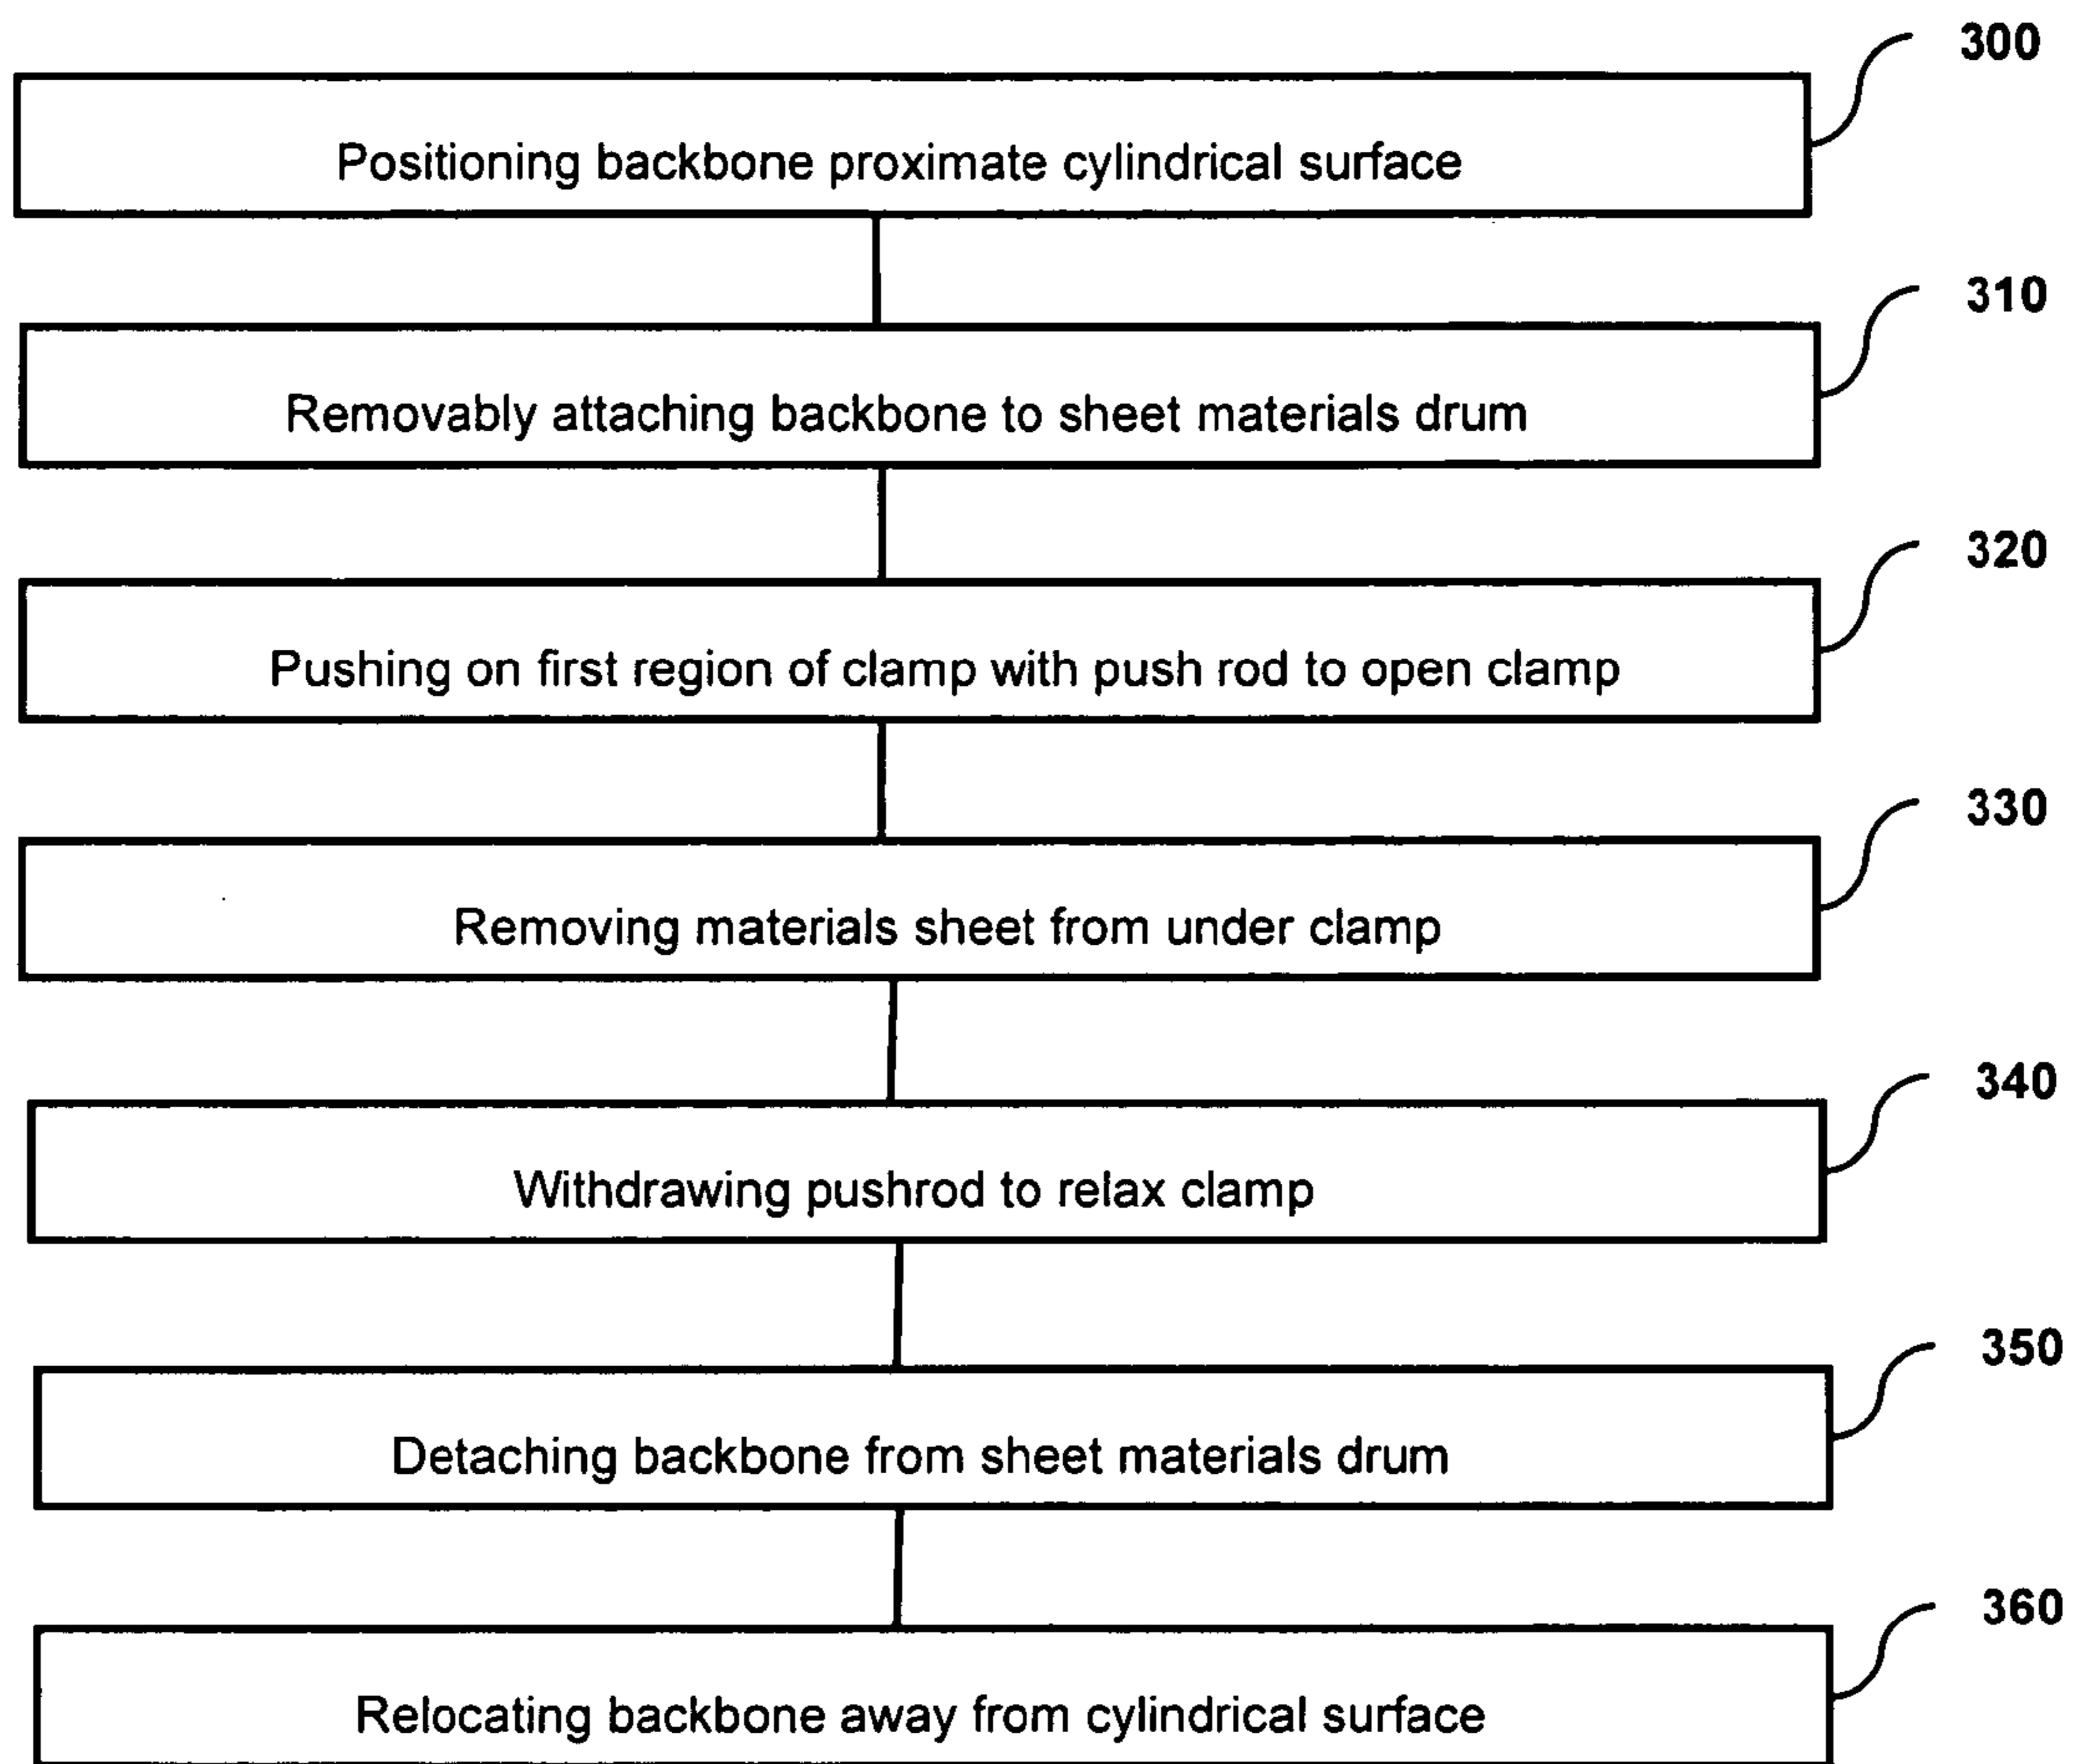 300
Positioning backbone proximate cylindrical surface
310
Removably attaching backbone to sheet materials drum
320
Pushing on first region of clamp with push rod to open clamp
330
Removing materials sheet from under clamp
340
Withdrawing pushrod to relax clamp
350
Detaching backbone from sheet materials drum
360
Relocating backbone away from cylindrical surface